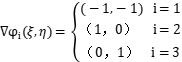 (-1, -1) i = 1
∇φᵢ(ξ, η) = { （1, 0） i = 2
（0, 1） i = 3